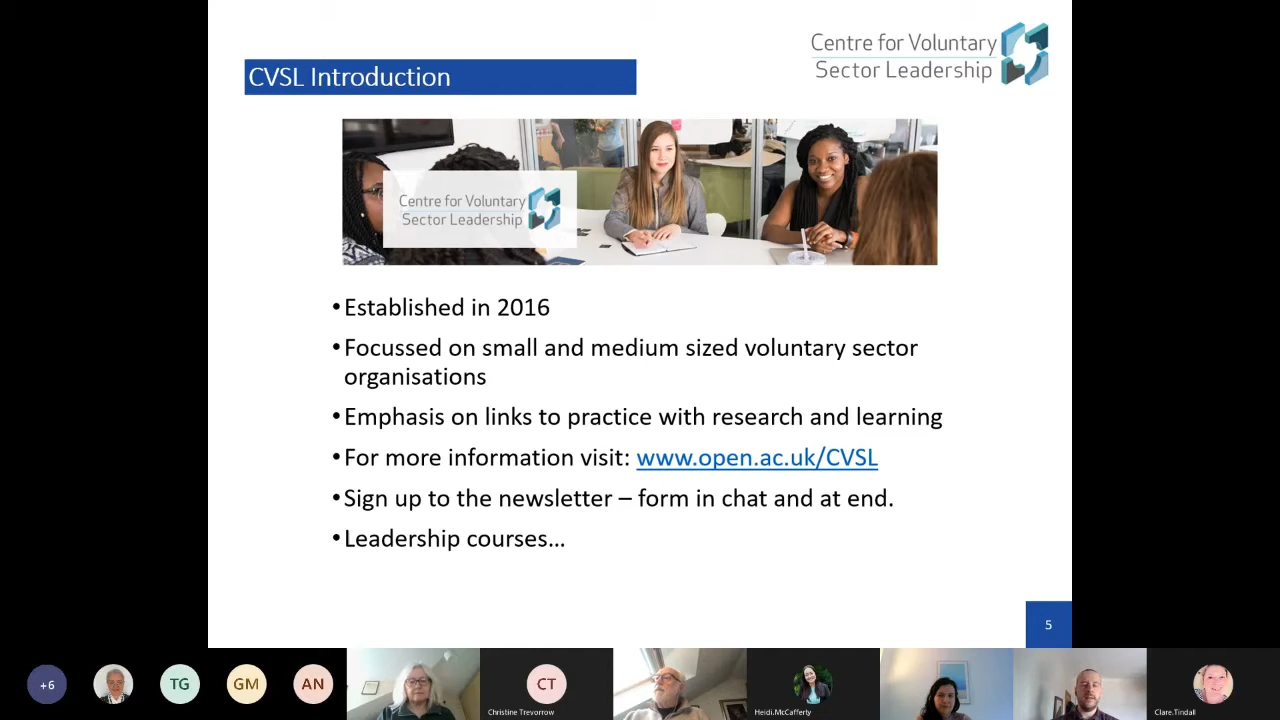 Centre for Voluntary
Sector Leadership
CVSL Introduction
Centre for Voluntary
Sector Leadership
•Established in 2016
•Focussed on small and medium sized voluntary sector
organisations
•Emphasis on links to practice with research and learning
•For more information visit: www.open.ac.uk/CVSL
•Sign up to the newsletter – form in chat and at end.
•Leadership courses…
5
+6
TG
GM
AN
CT
Christine Trevorrow
Heidi.McCafferty
Clare.Tindall